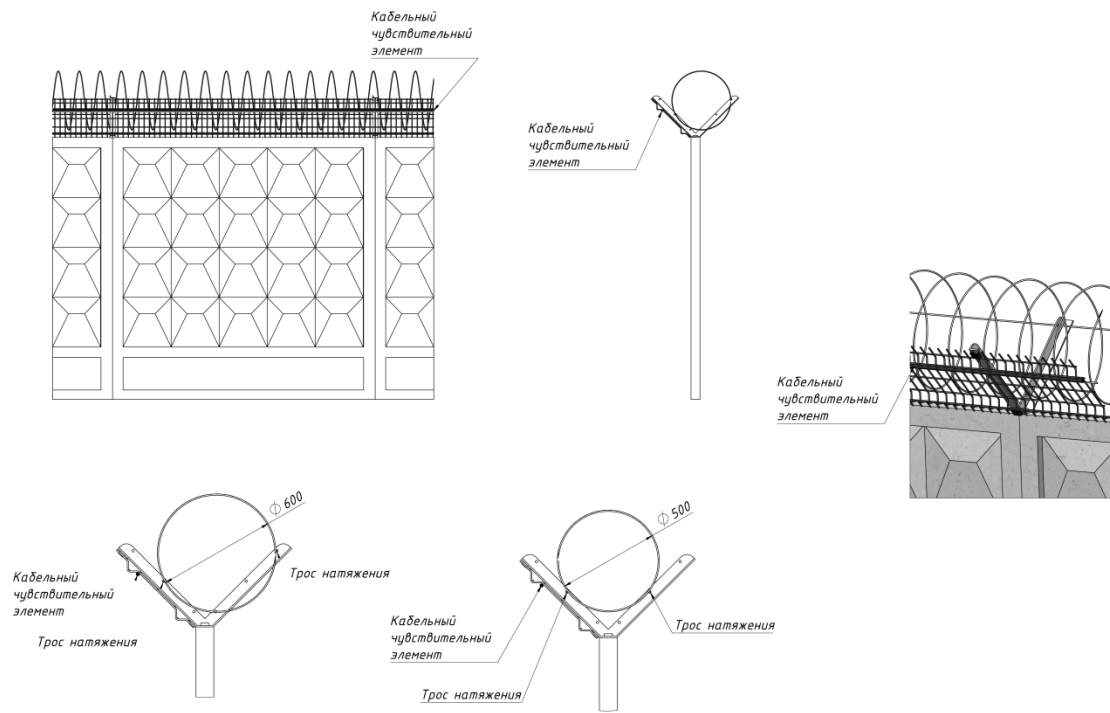 Кабельный
чувствительный
элемент
Кабельный
чувствительный
элемент
Кабельный
чувствительный
элемент
∅ 600
Трос натяжения
Кабельный
чувствительный
элемент
Трос натяжения
∅ 500
Кабельный
чувствительный
элемент
Трос натяжения
Трос натяжения